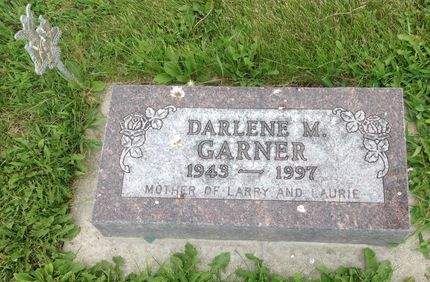 DARLENE M.
GARNER
1943 — 1997
MOTHER OF LARRY AND LAURIE